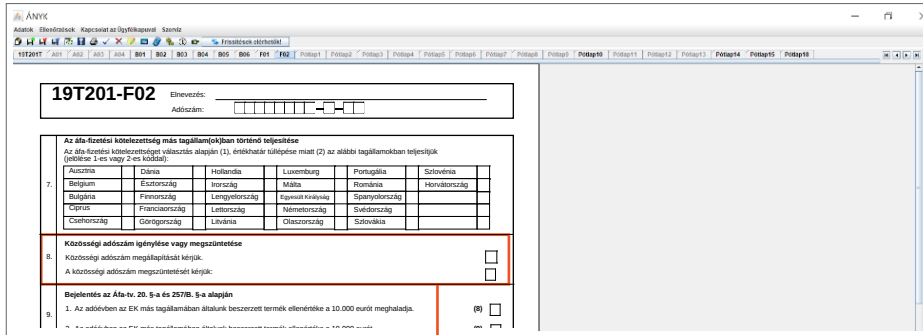 ÁNYK
Adatok Ellenőrzések Kapcsolat az Ügyfélkapuval Szerviz
Frissítések elérhetők!
19T201T A01 A02 A03 A04 B01 B02 B03 B04 B05 B06 F01 F02 Pótlap1 Pótlap2 Pótlap3 Pótlap4 Pótlap5 Pótlap6 Pótlap7 Pótlap8 Pótlap9 Pótlap10 Pótlap11 Pótlap12 Pótlap13 Pótlap14 Pótlap15 Pótlap18
19T201-F02 Elnevezés:
Adószám:
Az áfa-fizetési kötelezettség más tagállam(ok)ban történő teljesítése
Az áfa-fizetési kötelezettséget választás alapján (1), értékhatár túllépése miatt (2) az alábbi tagállamokban teljesítjük
(jelölése 1-es vagy 2-es kóddal):
Ausztria Dánia Hollandia Luxemburg Portugália Szlovénia
7. Belgium Észtország Írország Málta Románia Horvátország
Bulgária Finnország Lengyelország Egyesült Királyság Spanyolország
Ciprus Franciaország Lettország Németország Svédország
Csehország Görögország Litvánia Olaszország Szlovákia
Közösségi adószám igénylése vagy megszüntetése
8. Közösségi adószám megállapítását kérjük.
A közösségi adószám megszüntetését kérjük:
Bejelentés az Áfa-tv. 20. §-a és 257/B. §-a alapján
9. 1. Az adóévben az EK más tagállamában általunk beszerzett termék ellenértéke a 10.000 eurót meghaladja. (8)